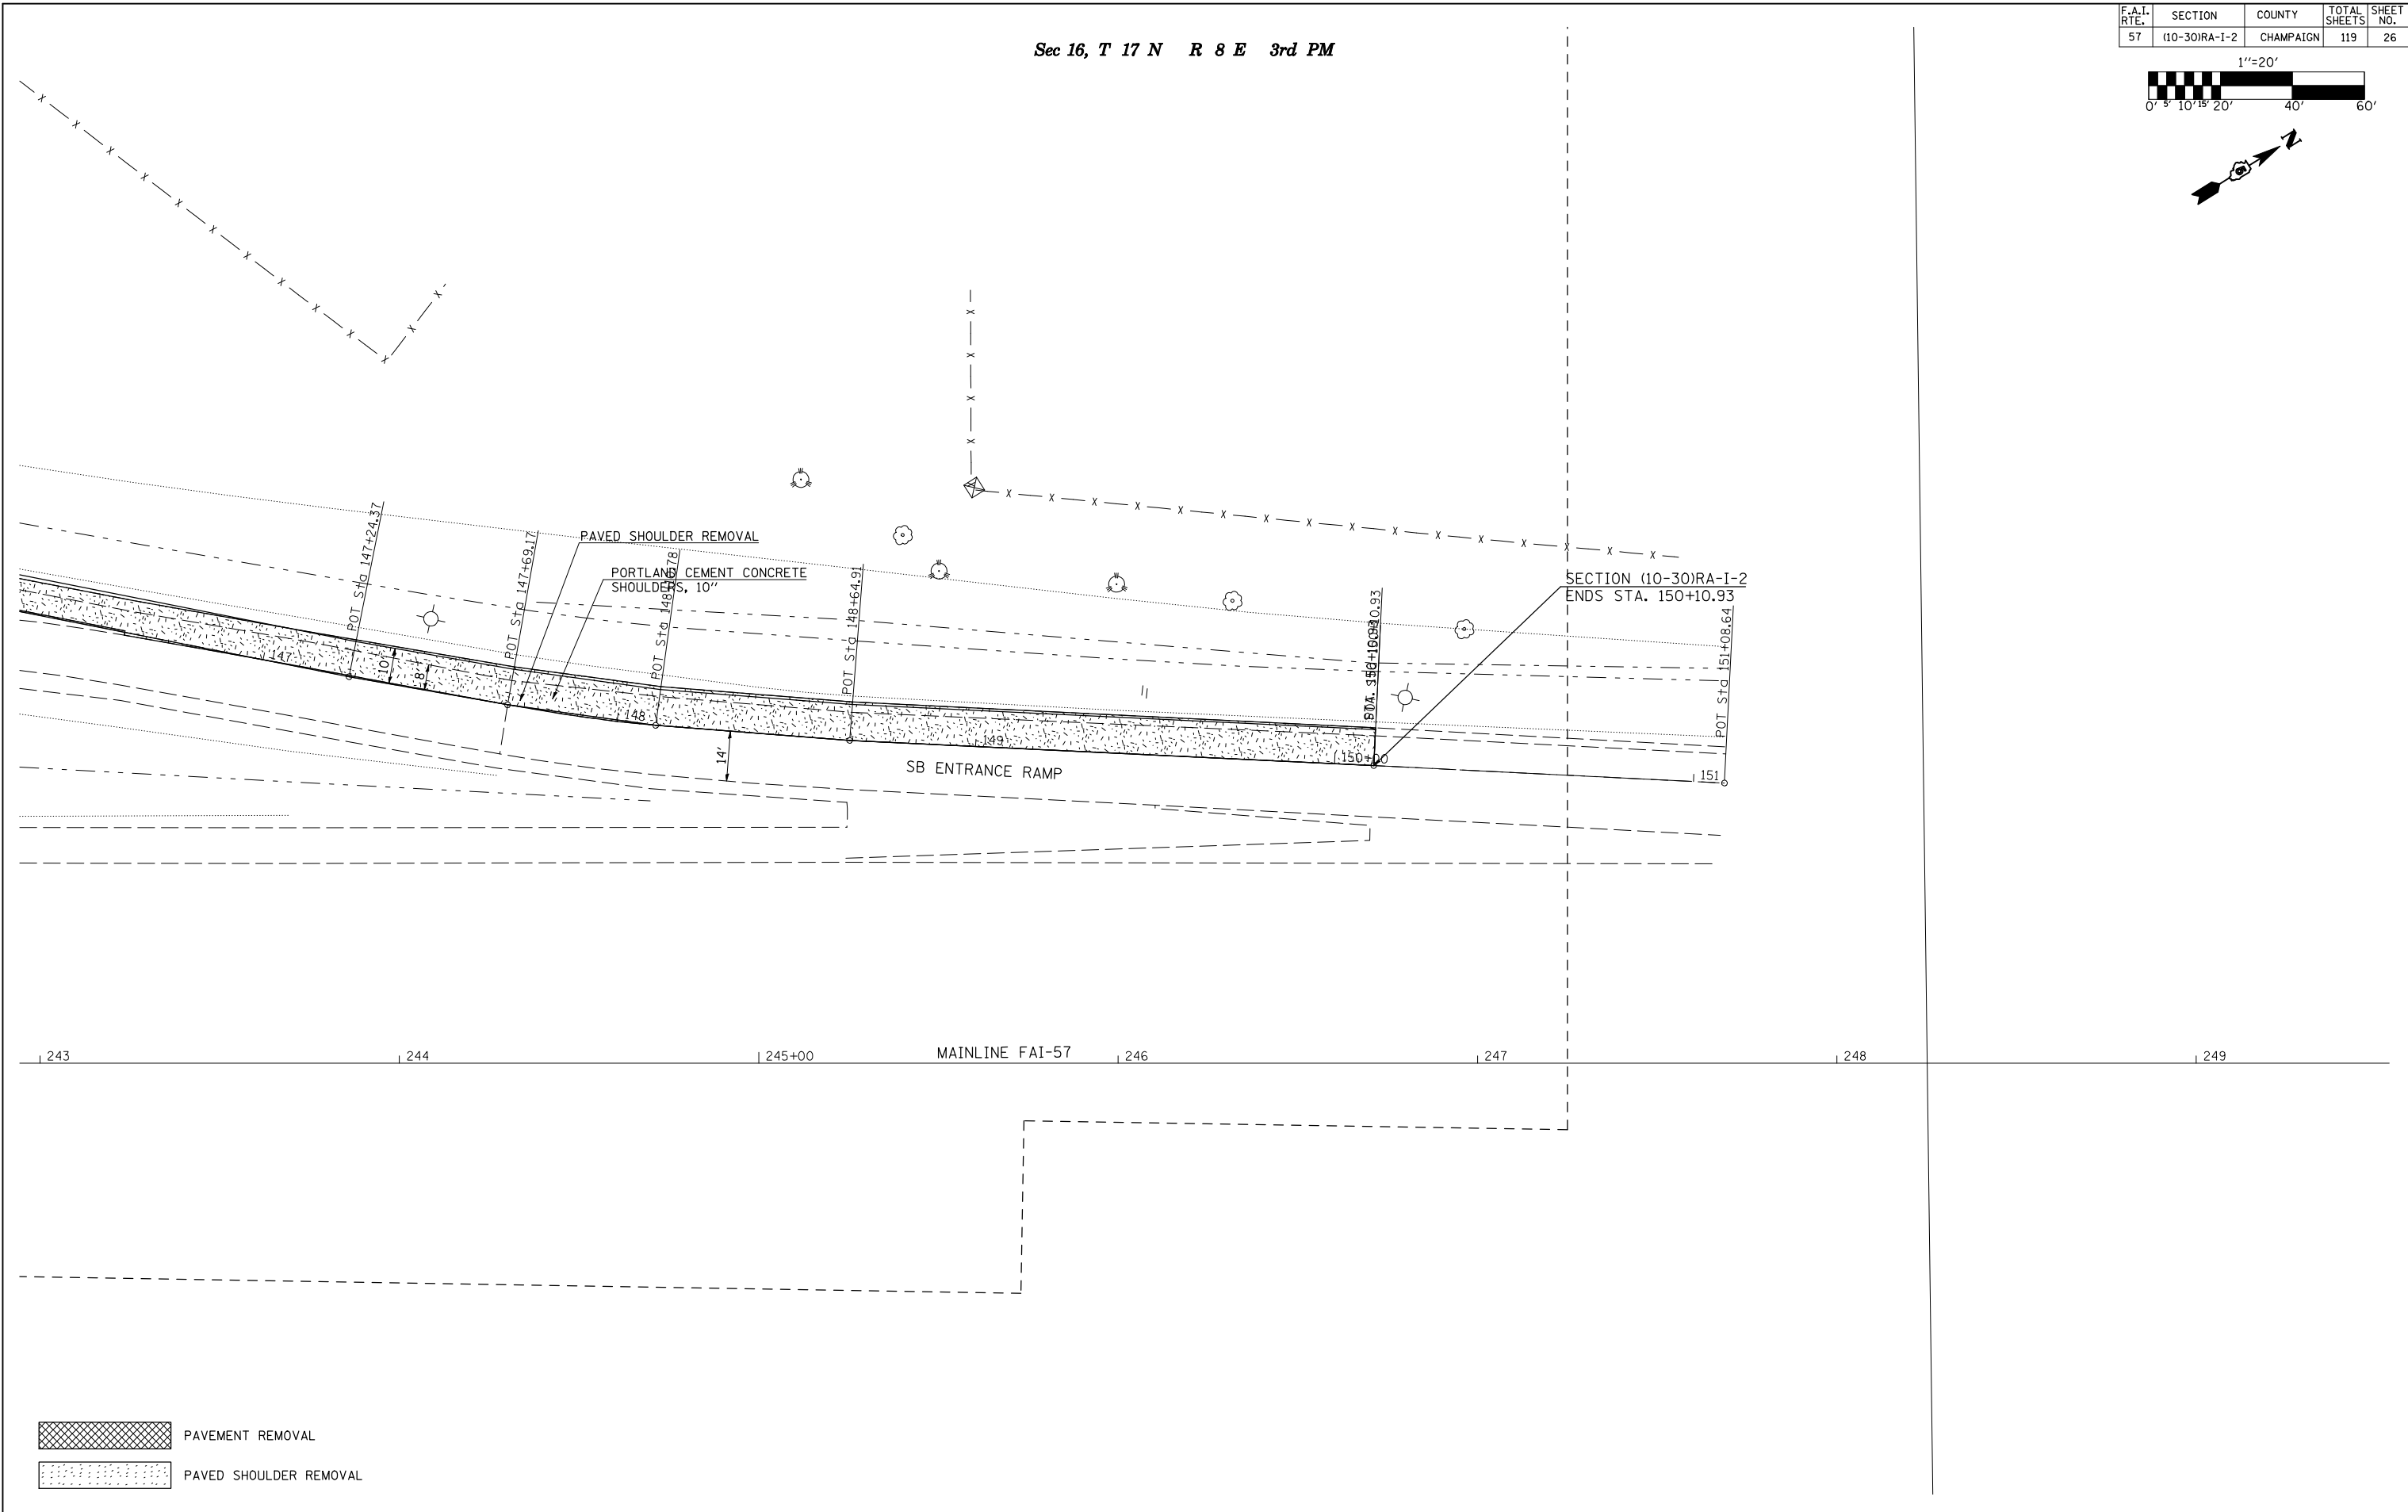 F.A.I. RTE. SECTION COUNTY TOTAL SHEETS SHEET NO.
57 (10-30)RA-I-2 CHAMPAIGN 119 26
Sec 16, T 17 N R 8 E 3rd PM
1"=20'
0' 5' 10' 15' 20' 40' 60'
N
POT Sta 147+24.37
POT Sta 147+69.17
PAVED SHOULDER REMOVAL
PORTLAND CEMENT CONCRETE
SHOULDERS, 10"
POT Sta 148+64.91
SECTION (10-30)RA-I-2
ENDS STA. 150+10.93
POT Sta 151+08.64
147
10'
8'
148
14'
149
150+00
151
SB ENTRANCE RAMP
243
244
245+00
MAINLINE FAI-57
246
247
248
249
PAVEMENT REMOVAL
PAVED SHOULDER REMOVAL